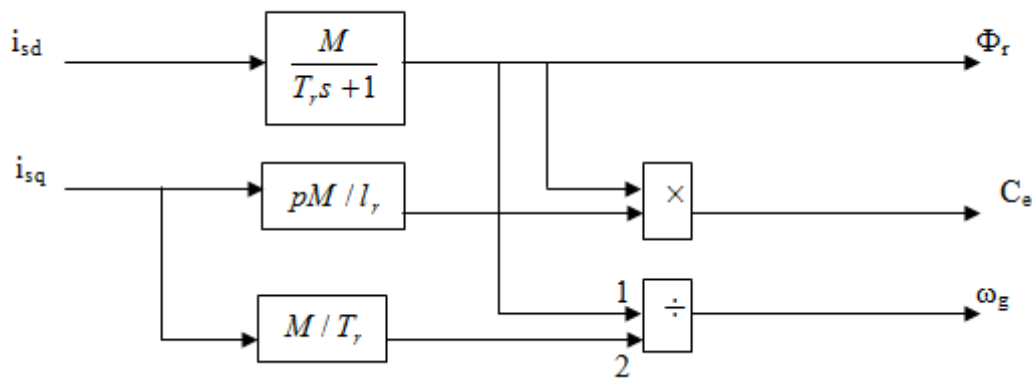 i_sd
M
T_r s + 1
Φ_r
i_sq
pM / l_r
×
C_e
M / T_r
1
÷
2
ω_g